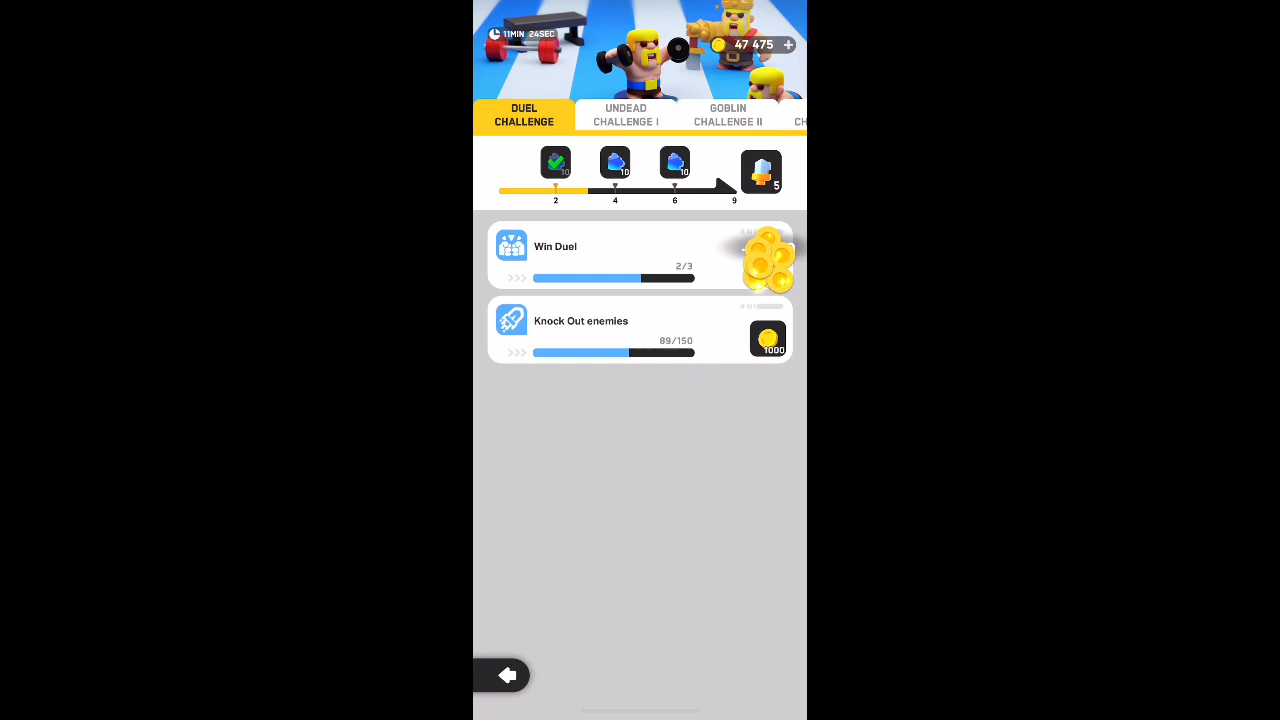 11MIN 24SEC
47 475
DUEL
CHALLENGE
UNDEAD
CHALLENGE I
GOBLIN
CHALLENGE II
CH
10
10
10
5
2
4
6
9
Win Duel
2/3
Knock Out enemies
89/150
1000